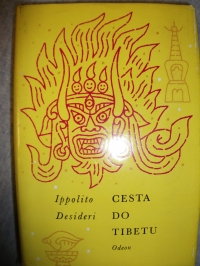 Ippolito
Desideri
CESTA
DO
TIBETU
Odeon